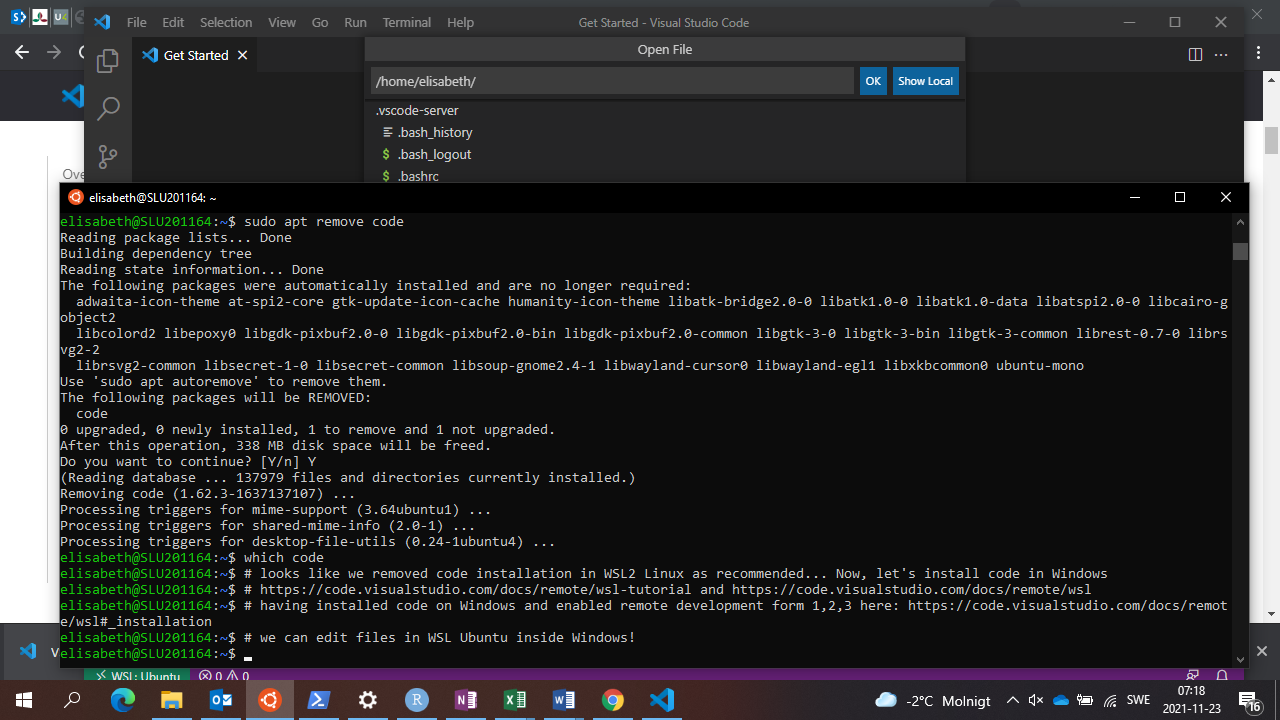 File Edit Selection View Go Run Terminal Help Get Started - Visual Studio Code
Get Started
Open File
/home/elisabeth/ OK Show Local
.vscode-server
.bash_history
$ .bash_logout
$ .bashrc
elisabeth@SLU201164: ~
elisabeth@SLU201164:~$ sudo apt remove code
Reading package lists... Done
Building dependency tree
Reading state information... Done
The following packages were automatically installed and are no longer required:
adwaita-icon-theme at-spi2-core gtk-update-icon-cache humanity-icon-theme libatk-bridge2.0-0 libatk1.0-0 libatk1.0-data libatspi2.0-0 libcairo-g
object2
libcolord2 libepoxy0 libgdk-pixbuf2.0-0 libgdk-pixbuf2.0-bin libgdk-pixbuf2.0-common libgtk-3-0 libgtk-3-bin libgtk-3-common librest-0.7-0 librs
vg2-2
librsvg2-common libsecret-1-0 libsecret-common libsoup-gnome2.4-1 libwayland-cursor0 libwayland-egl1 libxkbcommon0 ubuntu-mono
Use 'sudo apt autoremove' to remove them.
The following packages will be REMOVED:
code
0 upgraded, 0 newly installed, 1 to remove and 1 not upgraded.
After this operation, 338 MB disk space will be freed.
Do you want to continue? [Y/n] Y
(Reading database ... 137979 files and directories currently installed.)
Removing code (1.62.3-1637137107) ...
Processing triggers for mime-support (3.64ubuntu1) ...
Processing triggers for shared-mime-info (2.0-1) ...
Processing triggers for desktop-file-utils (0.24-1ubuntu4) ...
elisabeth@SLU201164:~$ which code
elisabeth@SLU201164:~$ # looks like we removed code installation in WSL2 Linux as recommended... Now, let's install code in Windows
elisabeth@SLU201164:~$ # https://code.visualstudio.com/docs/remote/wsl-tutorial and https://code.visualstudio.com/docs/remote/wsl
elisabeth@SLU201164:~$ # having installed code on Windows and enabled remote development form 1,2,3 here: https://code.visualstudio.com/docs/remot
e/wsl#_installation
elisabeth@SLU201164:~$ # we can edit files in WSL Ubuntu inside Windows!
elisabeth@SLU201164:~$
WSL: Ubuntu 0 0
-2°C Molnigt SWE 07:18
2021-11-23 16